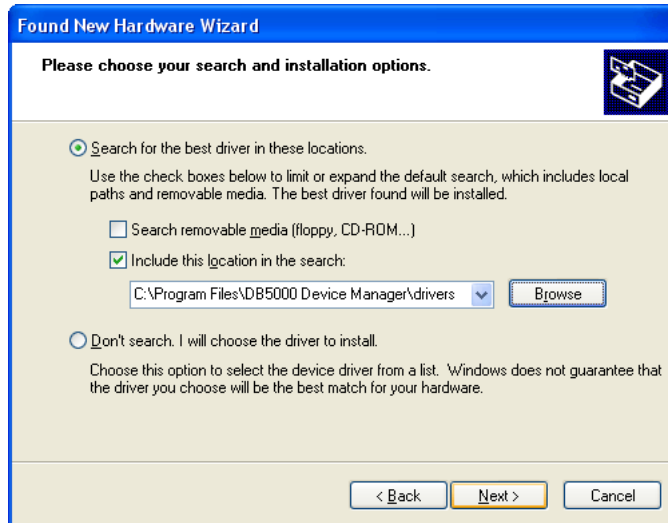 Found New Hardware Wizard
Please choose your search and installation options.
Search for the best driver in these locations.
Use the check boxes below to limit or expand the default search, which includes local
paths and removable media. The best driver found will be installed.
Search removable media (floppy, CD-ROM...)
Include this location in the search:
C:\Program Files\DB5000 Device Manager\drivers
Browse
Don't search. I will choose the driver to install.
Choose this option to select the device driver from a list. Windows does not guarantee that
the driver you choose will be the best match for your hardware.
< Back
Next >
Cancel